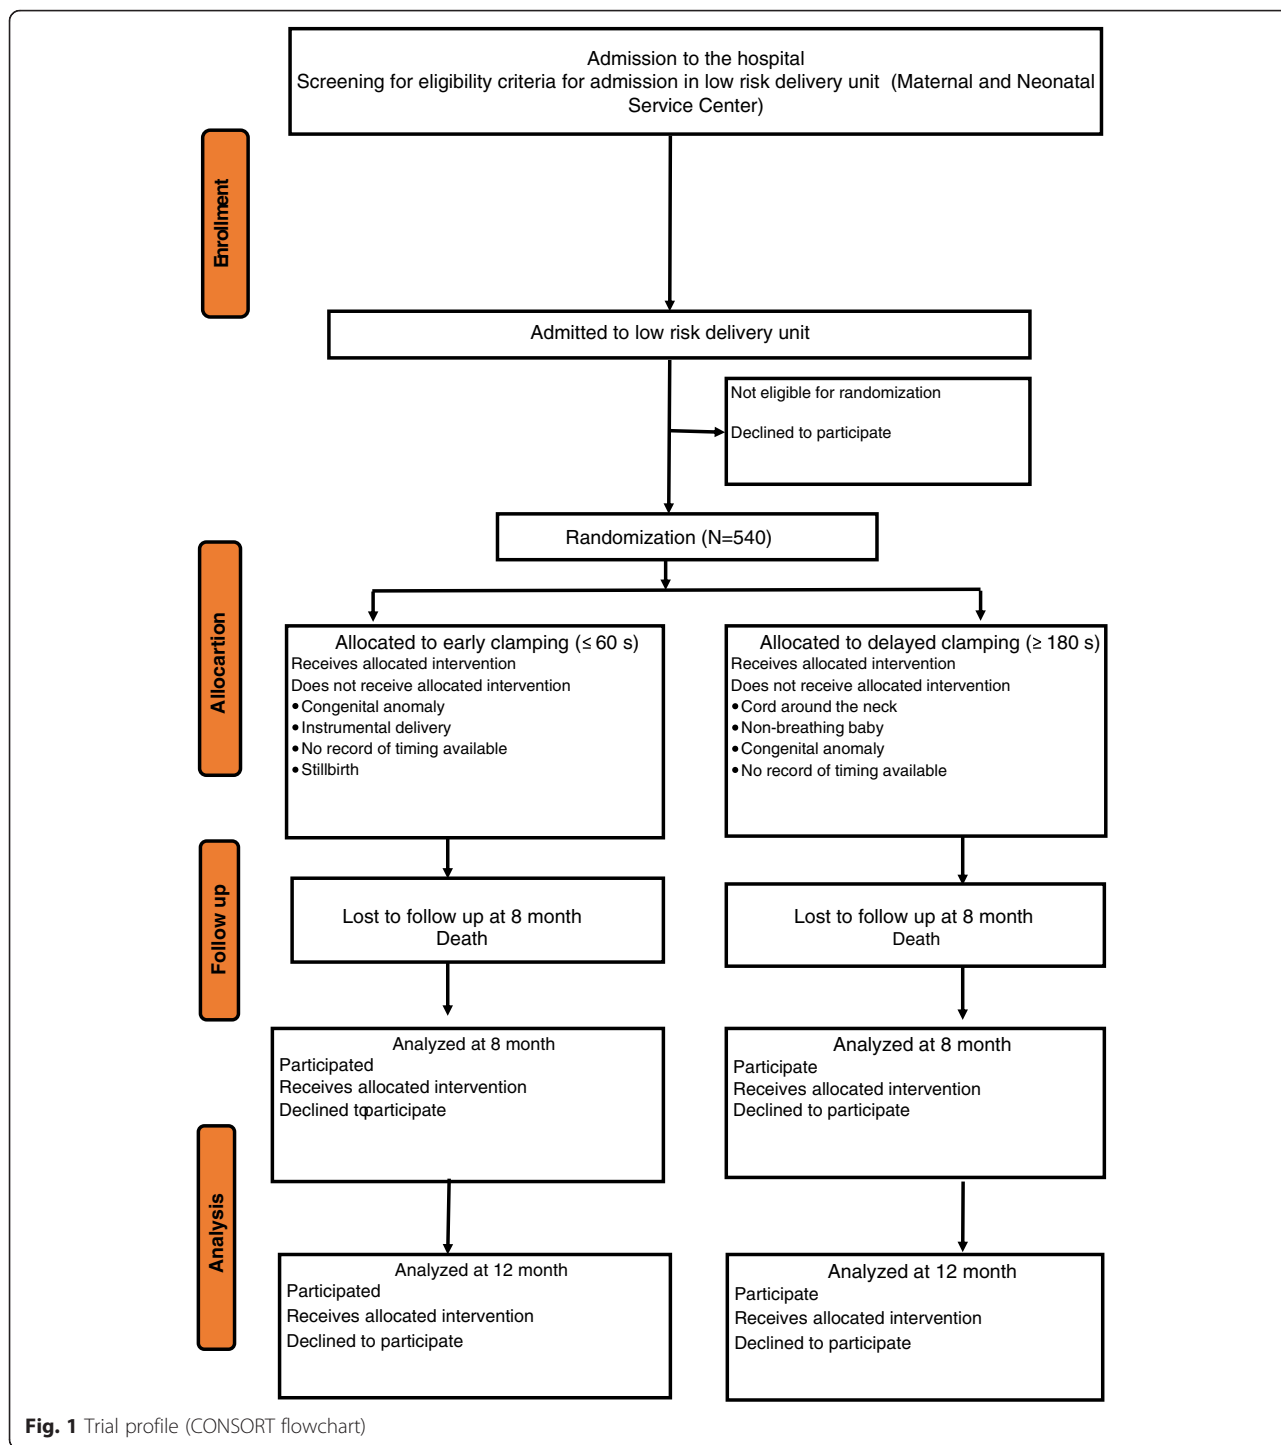 Admission to the hospital
Screening for eligibility criteria for admission in low risk delivery unit (Maternal and Neonatal
Service Center)
Enrollment
Admitted to low risk delivery unit
Not eligible for randomization
Declined to participate
Randomization (N=540)
Allocartion
Allocated to early clamping (≤ 60 s)
Receives allocated intervention
Does not receive allocated intervention
• Congenital anomaly
• Instrumental delivery
• No record of timing available
• Stillbirth
Allocated to delayed clamping (≥ 180 s)
Receives allocated intervention
Does not receive allocated intervention
• Cord around the neck
• Non-breathing baby
• Congenital anomaly
• No record of timing available
Follow up
Lost to follow up at 8 month
Death
Lost to follow up at 8 month
Death
Analyzed at 8 month
Participated
Receives allocated intervention
Declined to participate
Analyzed at 8 month
Participate
Receives allocated intervention
Declined to participate
Analysis
Analyzed at 12 month
Participated
Receives allocated intervention
Declined to participate
Analyzed at 12 month
Participate
Receives allocated intervention
Declined to participate
Fig. 1 Trial profile (CONSORT flowchart)